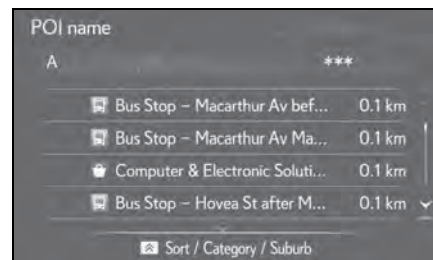 POI name
A ***
Bus Stop – Macarthur Av bef... 0.1 km
Bus Stop – Macarthur Av Ma... 0.1 km
Computer & Electronic Soluti... 0.1 km
Bus Stop – Hovea St after M... 0.1 km
Sort / Category / Suburb